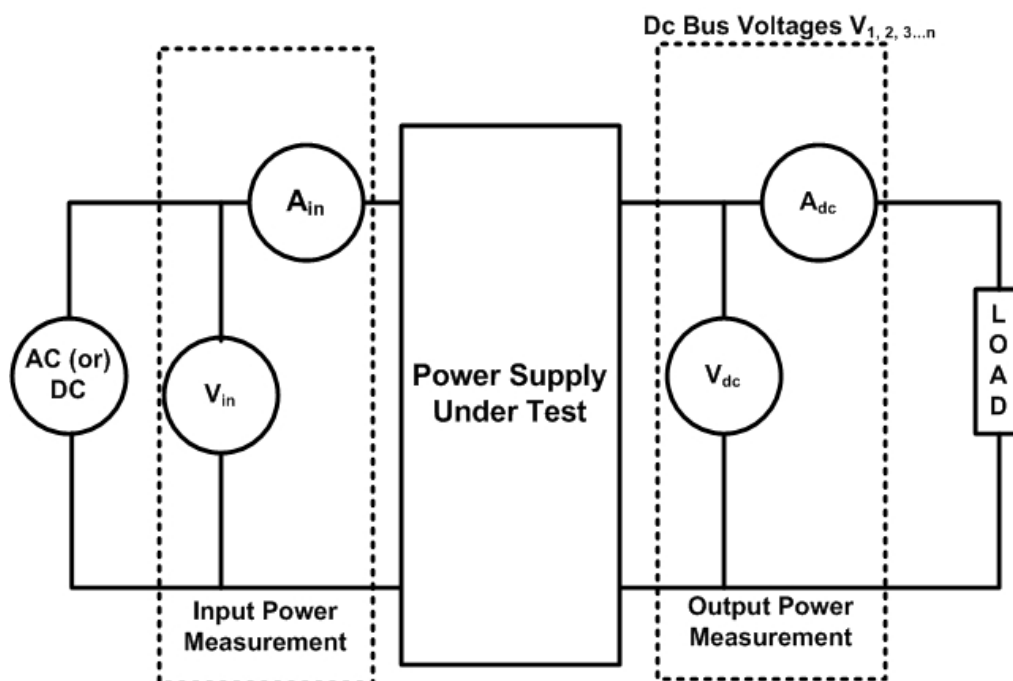 Dc Bus Voltages V1, 2, 3...n
Ain
Adc
AC (or)
DC
Vin
Power Supply
Under Test
Vdc
L
O
A
D
Input Power
Measurement
Output Power
Measurement